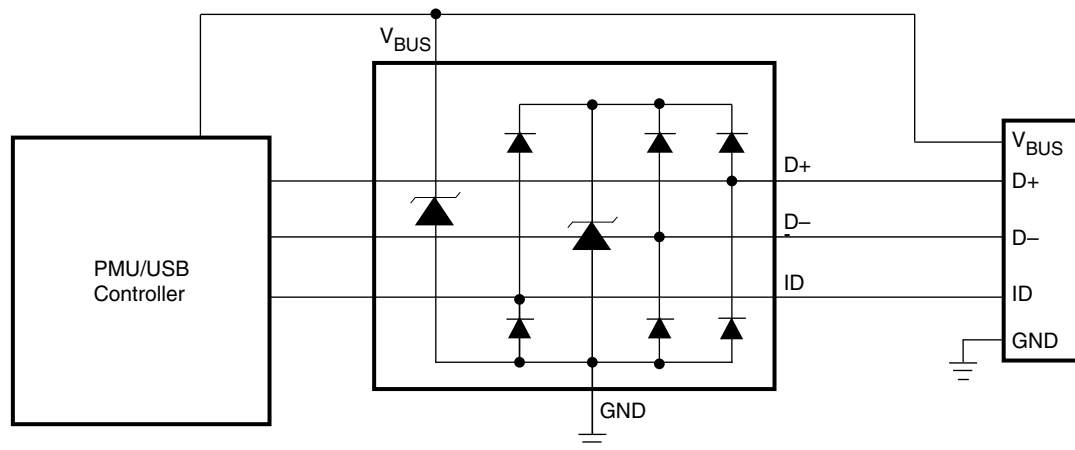 VBUS
PMU/USB
Controller
D+
D–
ID
GND
VBUS
D+
D–
ID
GND